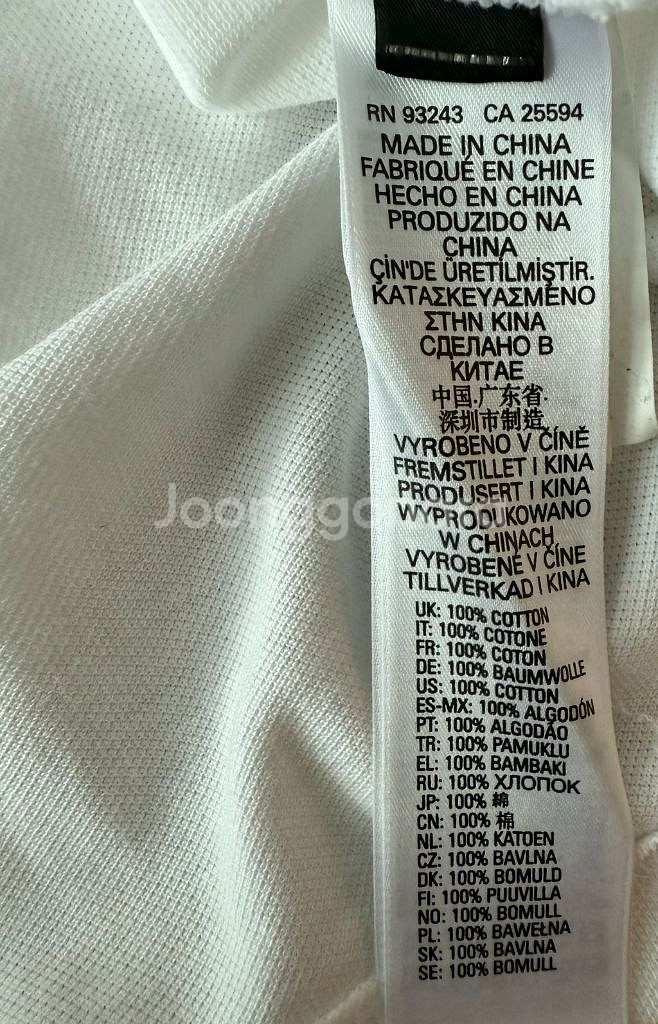 RN 93243 CA 25594
MADE IN CHINA
FABRIQUÉ EN CHINE
HECHO EN CHINA
PRODUZIDO NA
CHINA
ÇİN'DE ÜRETİLMİŞTİR.
ΚΑΤΑΣΚΕΥΑΣΜΕΝΟ
ΣΤΗΝ ΚΙΝΑ
СДЕЛАНО В
КИТАЕ
中国.广东省.
深圳市制造
VYROBENO V ČÍNĚ
FREMSTILLET I KINA
PRODUSERT I KINA
WYPRODUKOWANO
W CHINACH
VYROBENÉ V ČÍNE
TILLVERKAD I KINA
UK: 100% COTTON
IT: 100% COTONE
FR: 100% COTON
DE: 100% BAUMWOLLE
US: 100% COTTON
ES-MX: 100% ALGODÓN
PT: 100% ALGODÃO
TR: 100% PAMUKLU
EL: 100% BAMBAKI
RU: 100% ХЛОПОК
JP: 100% 綿
CN: 100% 棉
NL: 100% KATOEN
CZ: 100% BAVLNA
DK: 100% BOMULD
FI: 100% PUUVILLA
NO: 100% BOMULL
PL: 100% BAWEŁNA
SK: 100% BAVLNA
SE: 100% BOMULL